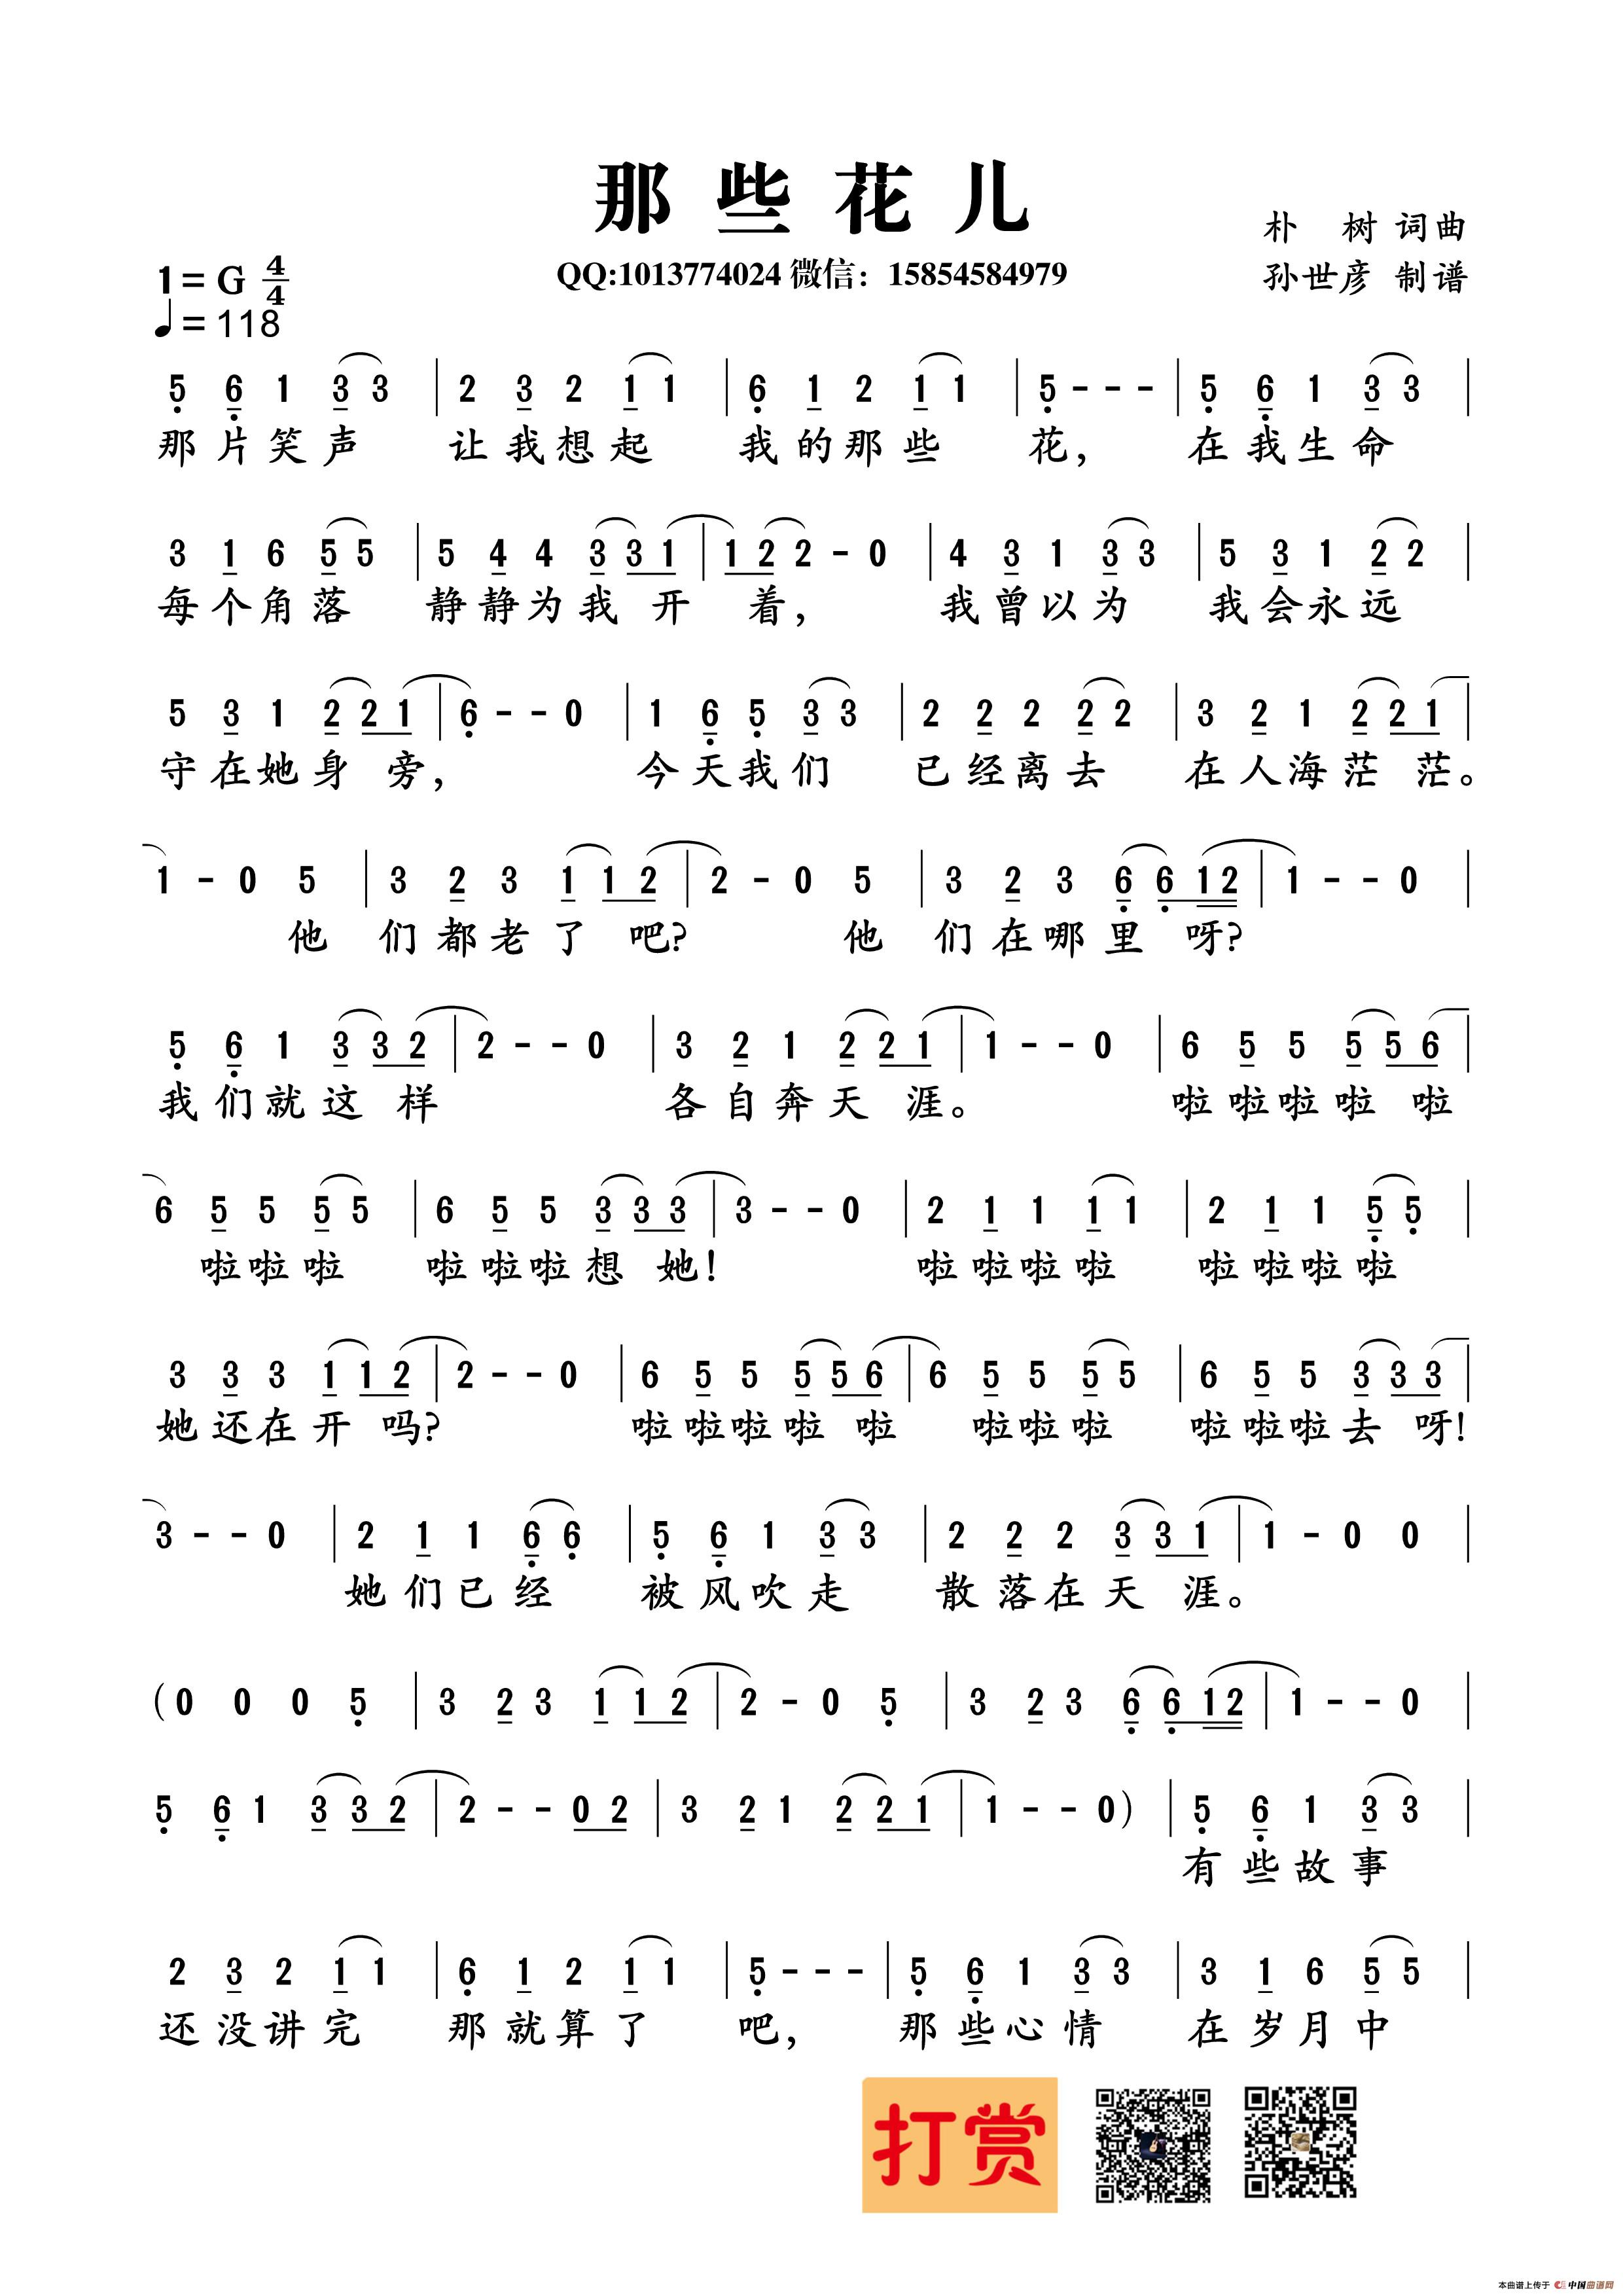 那些花儿
朴 树 词曲
QQ:1013774024 微信：15854584979
孙世彦 制谱
1=G 4/4
♩=118
5̣ 6̣ 1 3 3 | 2 3 2 1 1 | 6̣ 1 2 1 1 | 5̣ - - - | 5̣ 6̣ 1 3 3 |
那片笑声 让我想起 我的那些 花， 在我生命
3 1 6 5 5 | 5 4 4 3 3 1 | 1 2 2 - 0 | 4 3 1 3 3 | 5 3 1 2 2 |
每个角落 静静为我 开 着， 我曾以为 我会永远
5 3 1 2 2 1 | 6̣ - - 0 | 1 6̣ 5̣ 3 3 | 2 2 2 2 2 | 3 2 1 2 2 1 |
守在她身 旁， 今天我们 已经离去 在人海茫 茫。
1 - 0 5 | 3 2 3 1 1 2 | 2 - 0 5 | 3 2 3 6̣ 6̣ 1 2 | 1 - - 0 |
他 们都老了 吧? 他 们在哪里 呀?
5̣ 6̣ 1 3 3 2 | 2 - - 0 | 3 2 1 2 2 1 | 1 - - 0 | 6 5 5 5 5 6 |
我们就这 样 各自奔天 涯。 啦啦啦啦 啦
6 5 5 5 5 | 6 5 5 3 3 3 | 3 - - 0 | 2 1 1 1 1 | 2 1 1 5̣ 5̣ |
啦啦啦 啦啦啦想 她! 啦啦啦啦 啦啦啦啦
3 3 3 1 1 2 | 2 - - 0 | 6 5 5 5 5 6 | 6 5 5 5 5 | 6 5 5 3 3 3 |
她还在开 吗? 啦啦啦啦 啦 啦啦啦 啦啦啦去 呀!
3 - - 0 | 2 1 1 6̣ 6̣ | 5̣ 6̣ 1 3 3 | 2 2 2 3 3 1 | 1 - 0 0 |
她们已经 被风吹走 散落在天 涯。
(0 0 0 5̣ | 3 2 3 1 1 2 | 2 - 0 5̣ | 3 2 3 6̣ 6̣ 1 2 | 1 - - 0 |
5̣ 6̣ 1 3 3 2 | 2 - - 0 2 | 3 2 1 2 2 1 | 1 - - 0) | 5̣ 6̣ 1 3 3 |
有些故事
2 3 2 1 1 | 6̣ 1 2 1 1 | 5̣ - - - | 5̣ 6̣ 1 3 3 | 3 1 6 5 5 |
还没讲完 那就算了 吧， 那些心情 在岁月中
打赏
本曲谱上传于 中国曲谱网